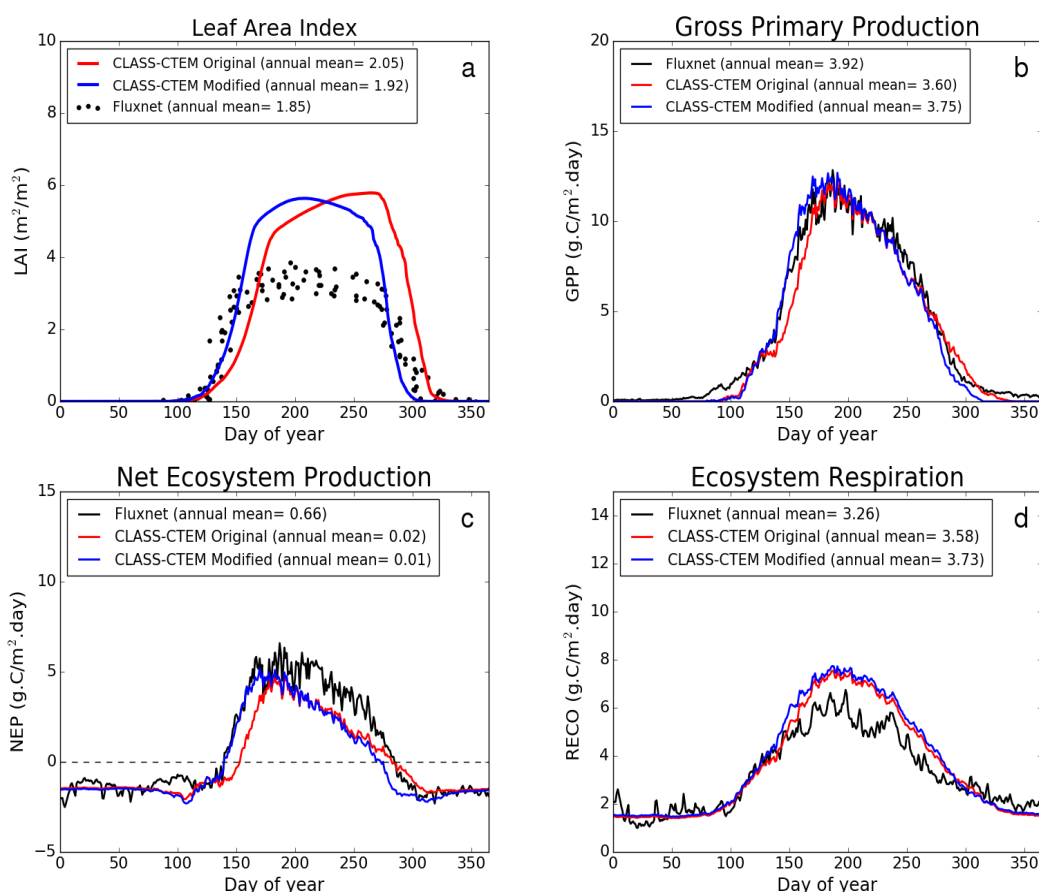 Leaf Area Index
10
8
6
4
2
0
LAI (m²/m²)
CLASS-CTEM Original (annual mean= 2.05)
CLASS-CTEM Modified (annual mean= 1.92)
Fluxnet (annual mean= 1.85)
a
0 50 100 150 200 250 300 350
Day of year
Gross Primary Production
20
15
10
5
0
GPP (g.C/m².day)
Fluxnet (annual mean= 3.92)
CLASS-CTEM Original (annual mean= 3.60)
CLASS-CTEM Modified (annual mean= 3.75)
b
0 50 100 150 200 250 300 350
Day of year
Net Ecosystem Production
15
10
5
0
−5
NEP (g.C/m².day)
Fluxnet (annual mean= 0.66)
CLASS-CTEM Original (annual mean= 0.02)
CLASS-CTEM Modified (annual mean= 0.01)
c
0 50 100 150 200 250 300 350
Day of year
Ecosystem Respiration
14
12
10
8
6
4
2
0
RECO (g.C/m².day)
Fluxnet (annual mean= 3.26)
CLASS-CTEM Original (annual mean= 3.58)
CLASS-CTEM Modified (annual mean= 3.73)
d
0 50 100 150 200 250 300 350
Day of year